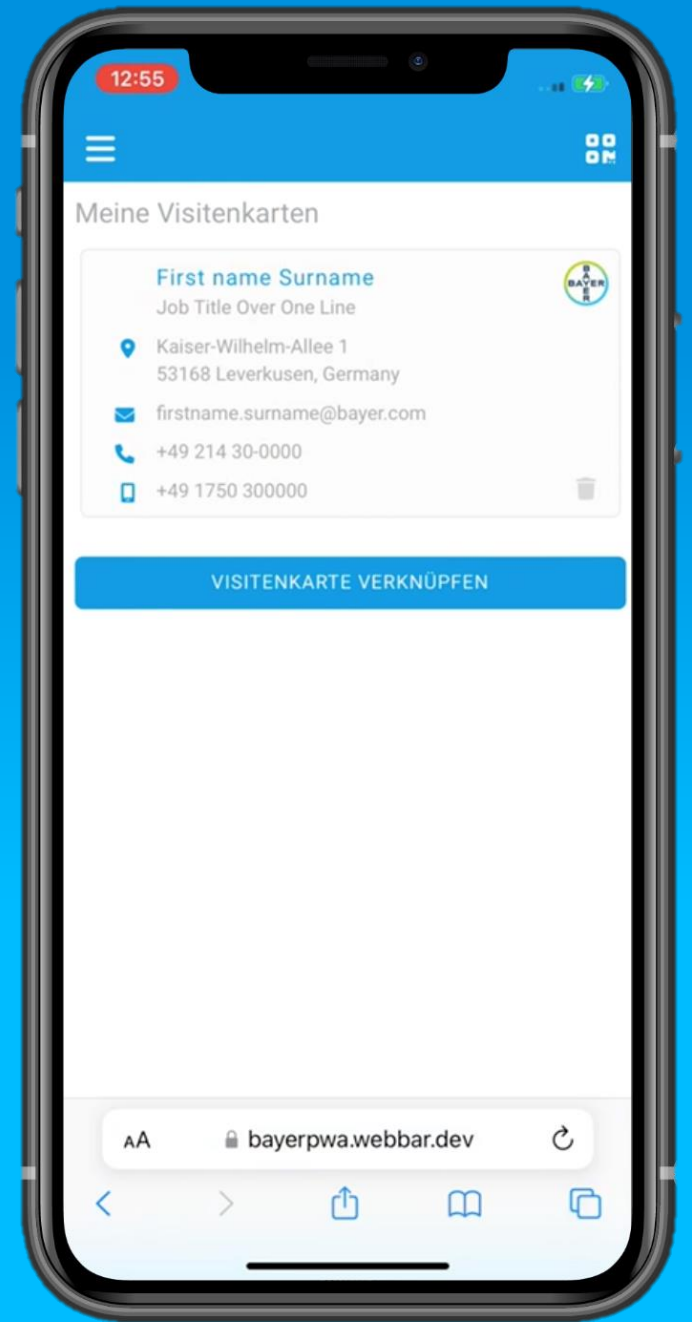 12:55
Meine Visitenkarten
First name Surname
BAYER
BAYER
Job Title Over One Line
Kaiser-Wilhelm-Allee 1
53168 Leverkusen, Germany
firstname.surname@bayer.com
+49 214 30-0000
+49 1750 300000
VISITENKARTE VERKNÜPFEN
AA
bayerpwa.webbar.dev